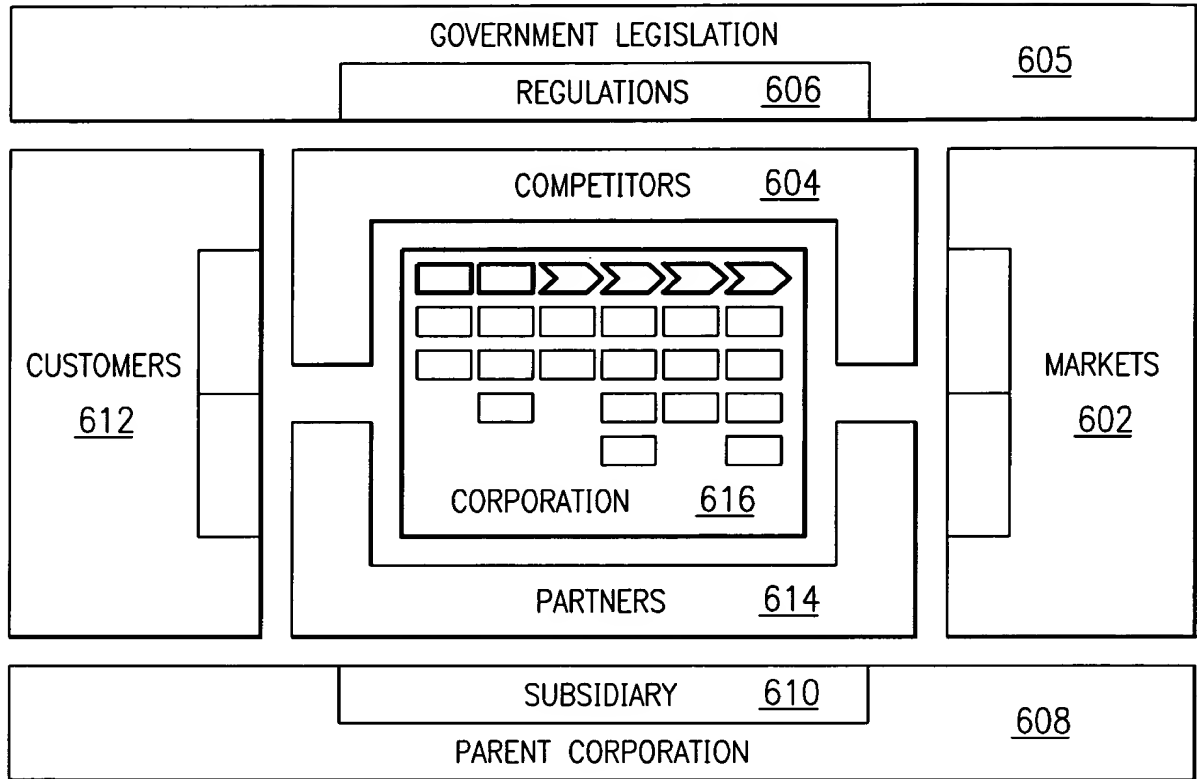 GOVERNMENT LEGISLATION 605
REGULATIONS 606
COMPETITORS 604
CUSTOMERS
612
MARKETS
602
CORPORATION 616
PARTNERS 614
SUBSIDIARY 610
PARENT CORPORATION 608